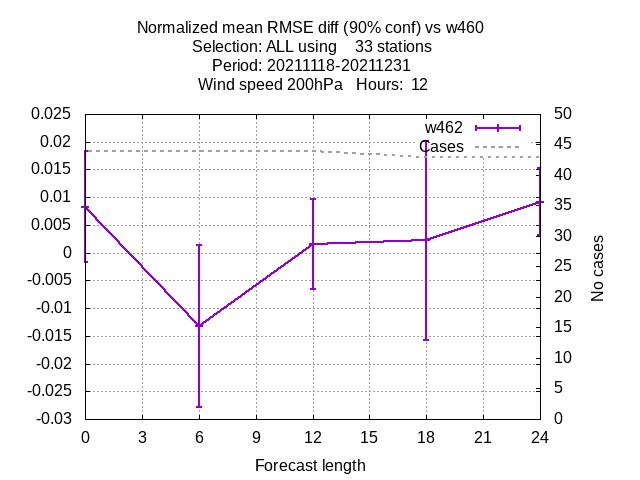 Normalized mean RMSE diff (90% conf) vs w460
Selection: ALL using    33 stations
Period: 20211118-20211231
Wind speed 200hPa   Hours:  12
w462
Cases
0.025
0.02
0.015
0.01
0.005
0
-0.005
-0.01
-0.015
-0.02
-0.025
-0.03
50
45
40
35
30
25
20
15
10
5
0
No cases
0 3 6 9 12 15 18 21 24
Forecast length